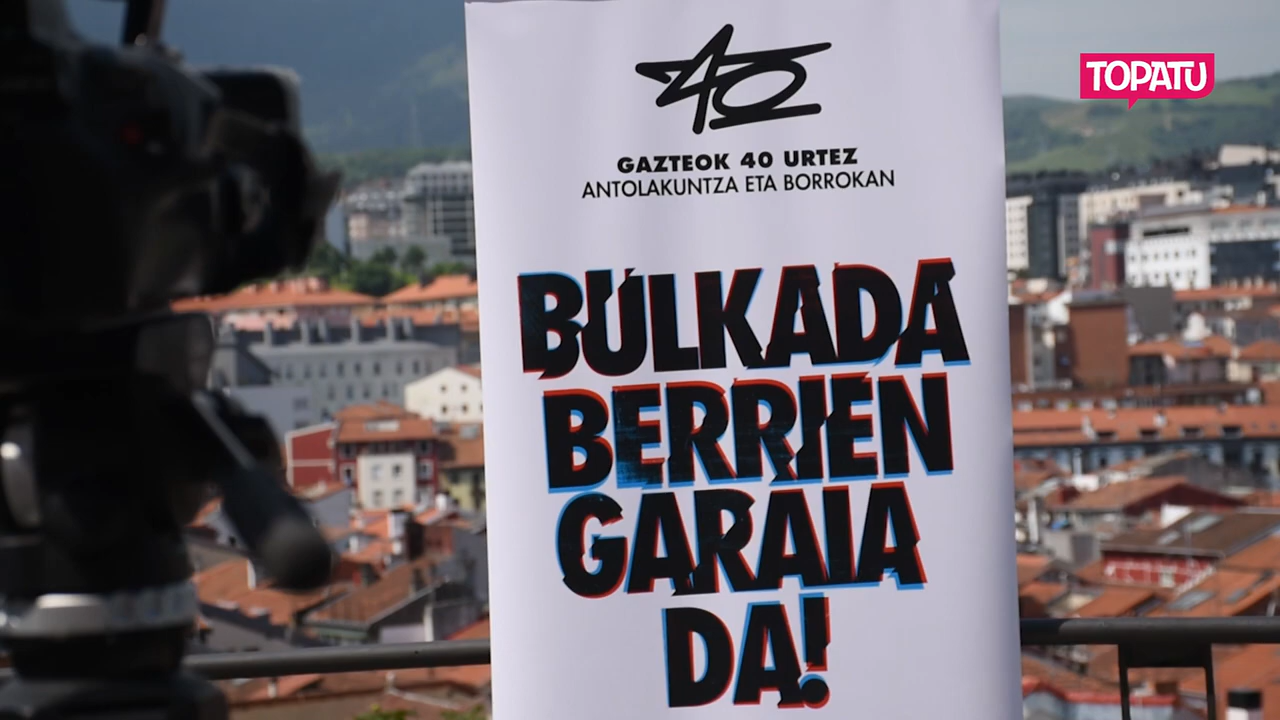 TOPATU
40
GAZTEOK 40 URTEZ
ANTOLAKUNTZA ETA BORROKAN
BULKADA
BERRIEN
GARAIA
DA!